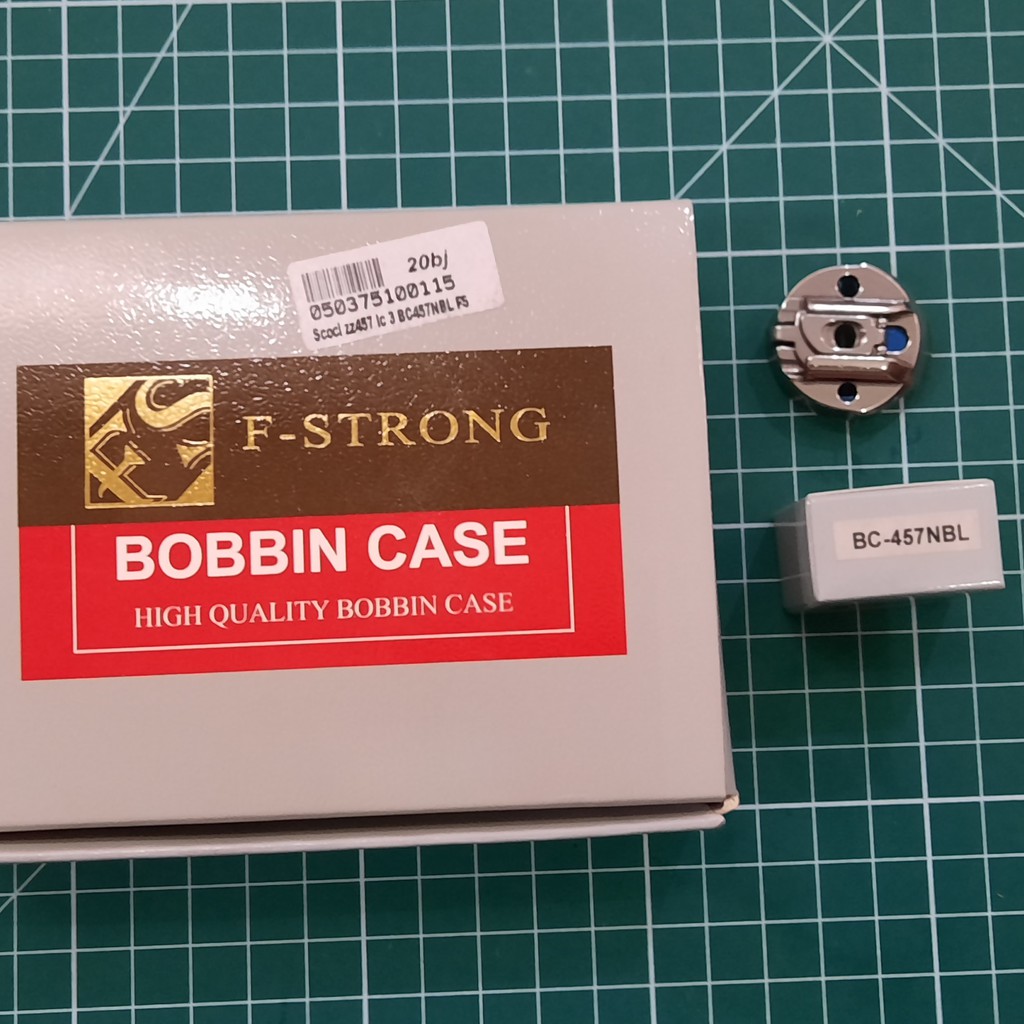 20bj
050375100115
Scocl zz457 lc 3 BC457NBL FS
F-STRONG
BOBBIN CASE
HIGH QUALITY BOBBIN CASE
BC-457NBL